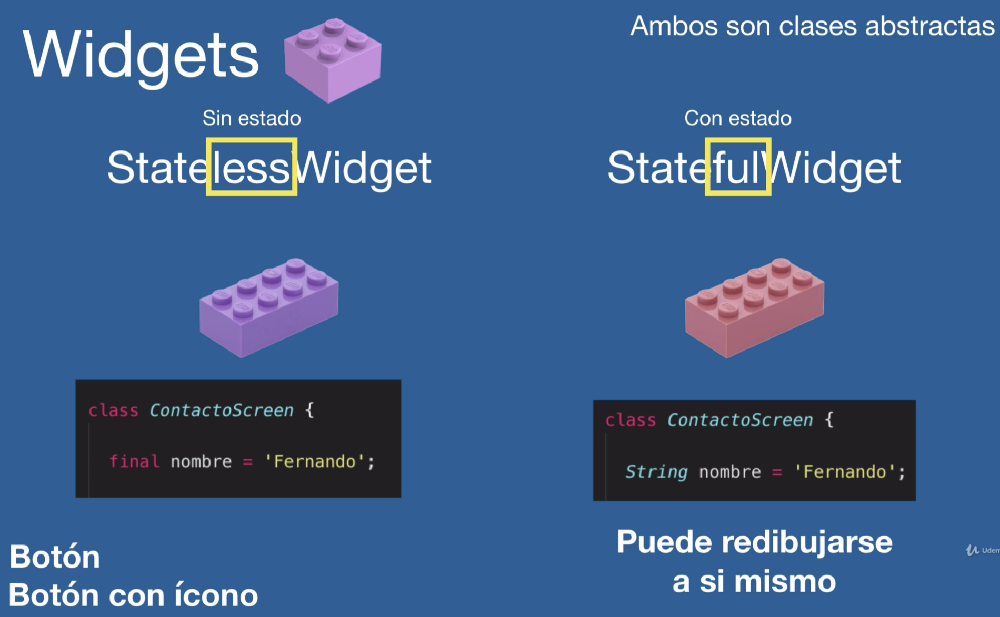 Widgets
Ambos son clases abstractas
Sin estado
StatelessWidget
Con estado
StatefulWidget
class ContactoScreen {
final nombre = 'Fernando';
class ContactoScreen {
String nombre = 'Fernando';
Botón
Botón con ícono
Puede redibujarse
a si mismo